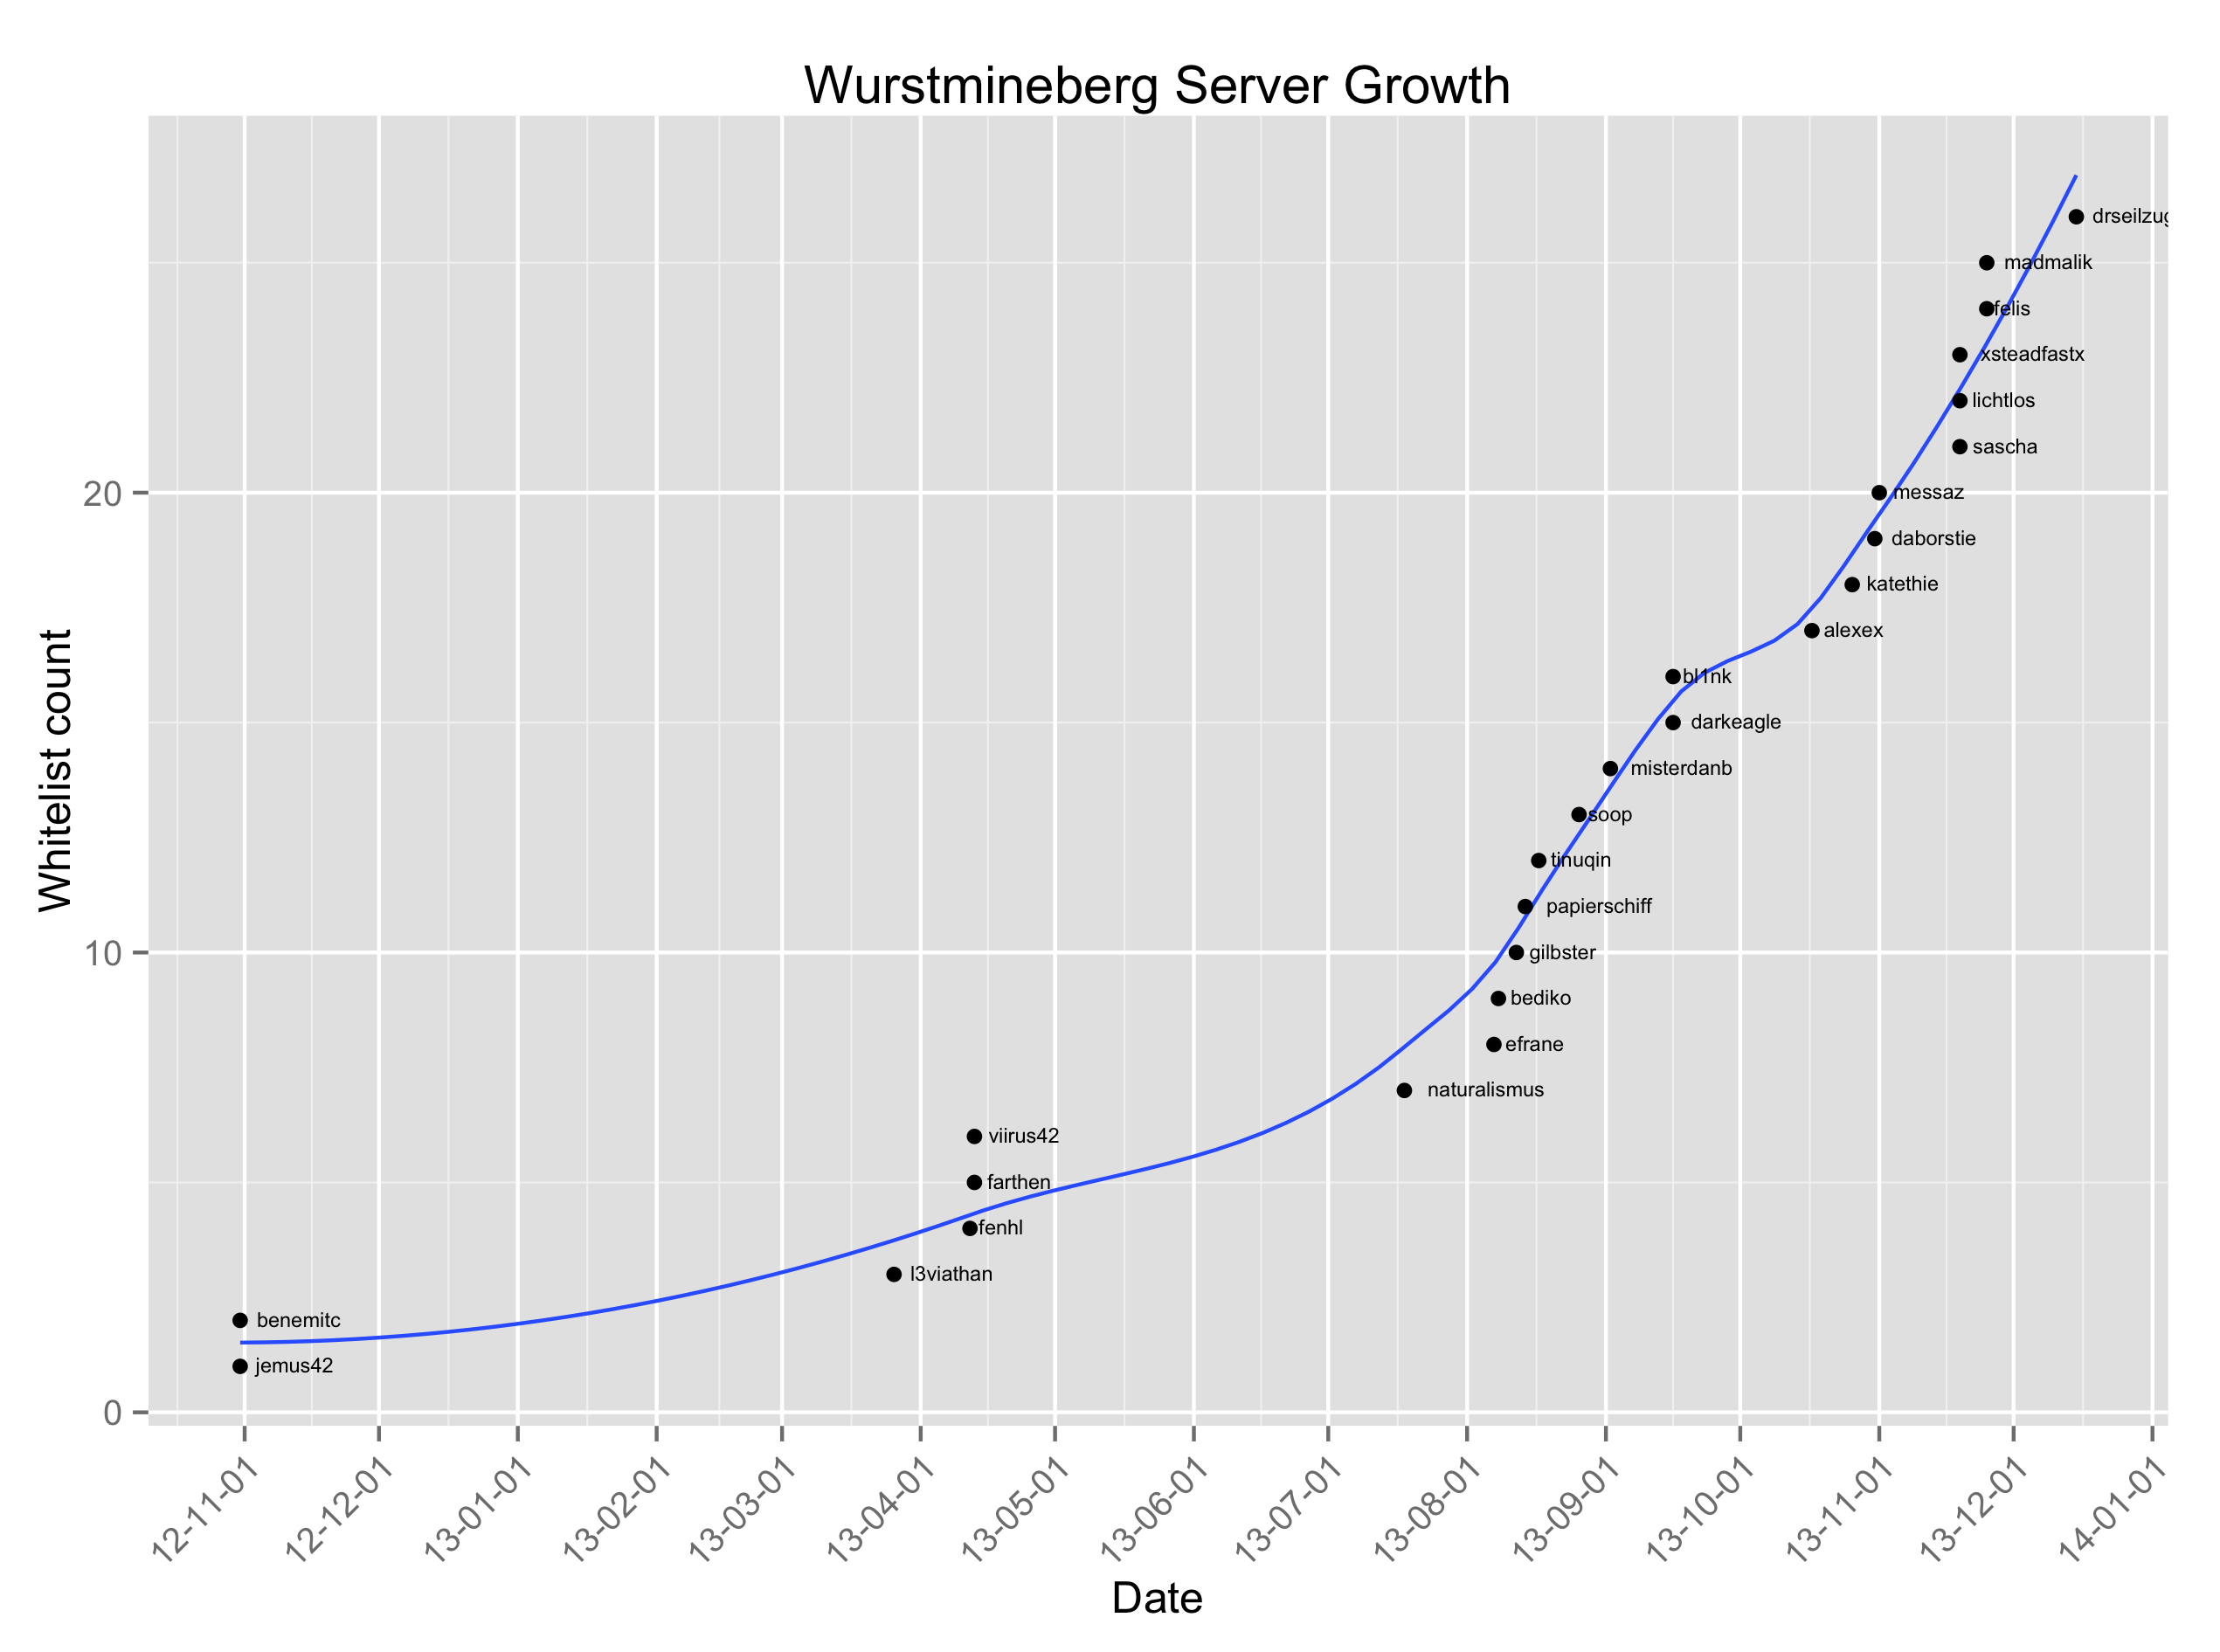 Wurstmineberg Server Growth
drseilzug
madmalik
felis
xsteadfastx
lichtlos
sascha
20
messaz
daborstie
katethie
alexex
bl1nk
darkeagle
misterdanb
soop
tinuqin
papierschiff
10
gilbster
bediko
efrane
naturalismus
viirus42
farthen
fenhl
l3viathan
benemitc
jemus42
0
Whitelist count
12-11-01
12-12-01
13-01-01
13-02-01
13-03-01
13-04-01
13-05-01
13-06-01
13-07-01
13-08-01
13-09-01
13-10-01
13-11-01
13-12-01
14-01-01
Date